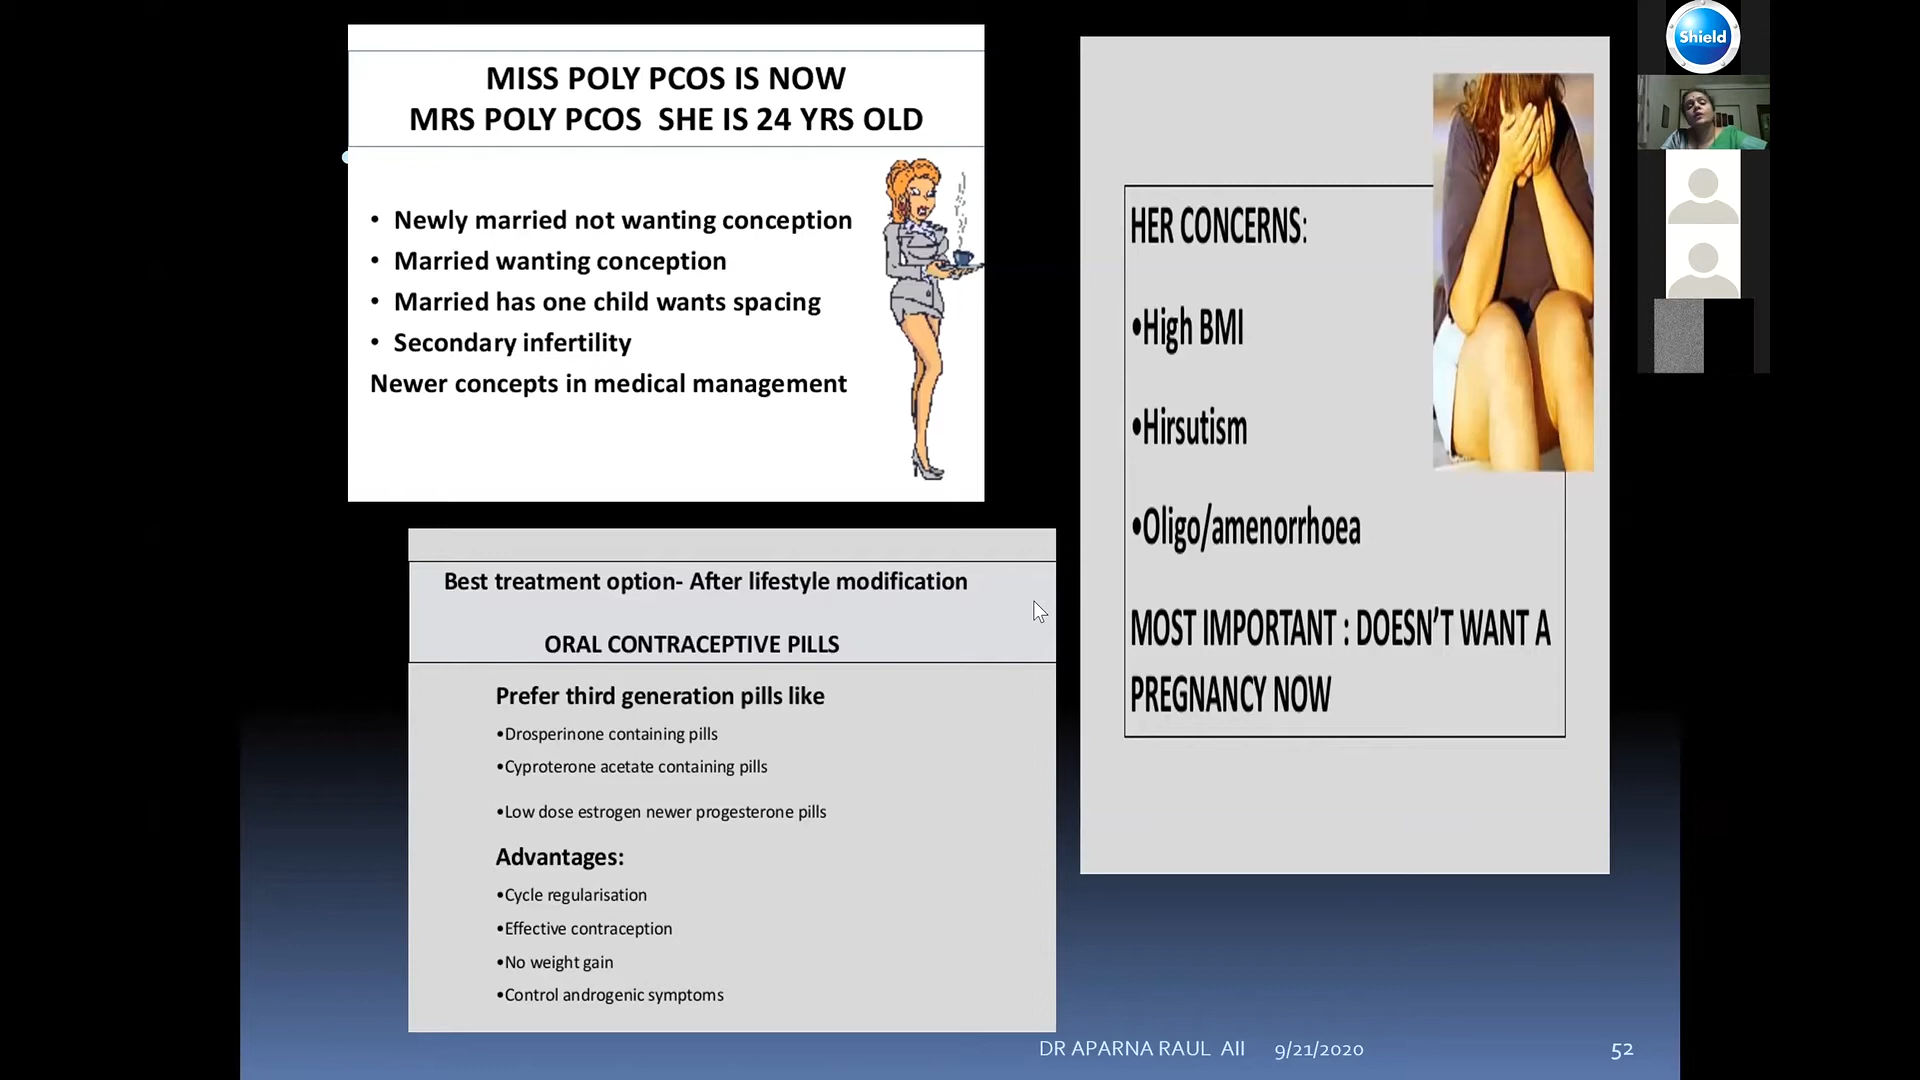 MISS POLY PCOS IS NOW
MRS POLY PCOS SHE IS 24 YRS OLD
• Newly married not wanting conception
• Married wanting conception
• Married has one child wants spacing
• Secondary infertility
Newer concepts in medical management
Best treatment option- After lifestyle modification
ORAL CONTRACEPTIVE PILLS
Prefer third generation pills like
•Drosperinone containing pills
•Cyproterone acetate containing pills
•Low dose estrogen newer progesterone pills
Advantages:
•Cycle regularisation
•Effective contraception
•No weight gain
•Control androgenic symptoms
HER CONCERNS:
•High BMI
•Hirsutism
•Oligo/amenorrhoea
MOST IMPORTANT : DOESN'T WANT A
PREGNANCY NOW
Shield
DR APARNA RAUL AII 9/21/2020 52